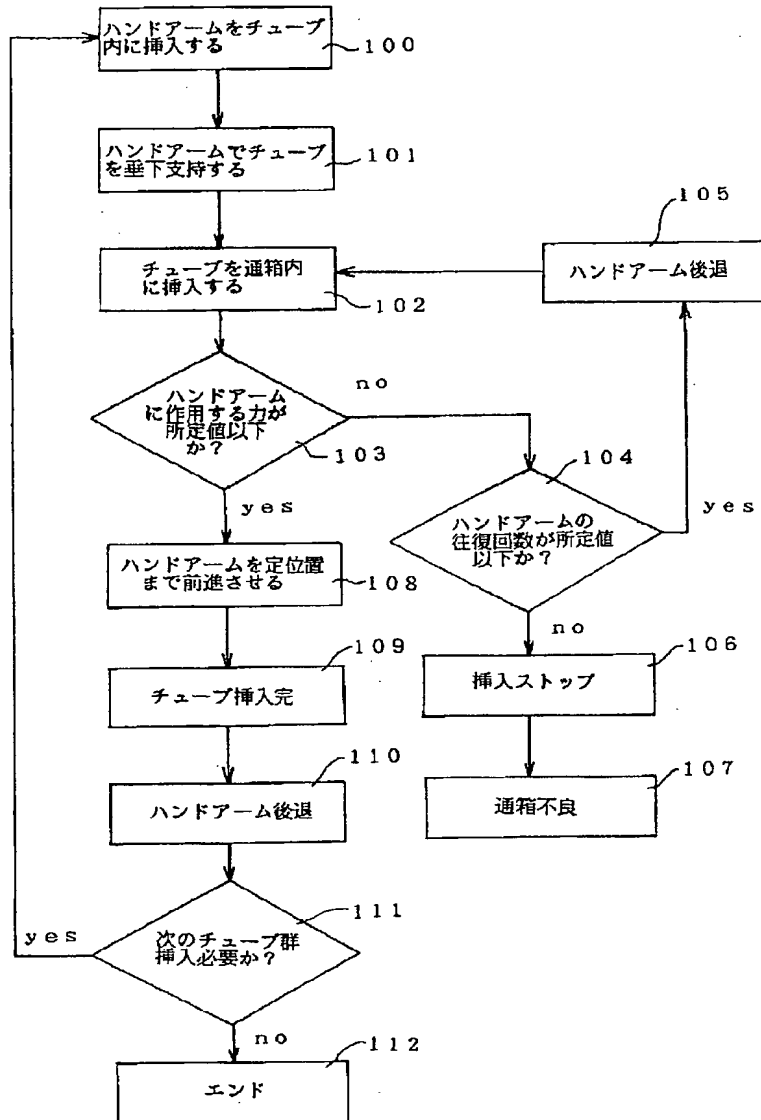 ハンドアームをチューブ
内に挿入する
100
ハンドアームでチューブ
を垂下支持する
101
105
チューブを通箱内
に挿入する
102
ハンドアーム後退
ハンドアーム
に作用する力が
所定値以下
か?
103
no
yes
104
ハンドアームの
往復回数が所定値
以下か?
yes
no
ハンドアームを定位置
まで前進させる
108
106
挿入ストップ
109
チューブ挿入完
107
通箱不良
110
ハンドアーム後退
111
次のチューブ群
挿入必要か?
yes
no
112
エンド